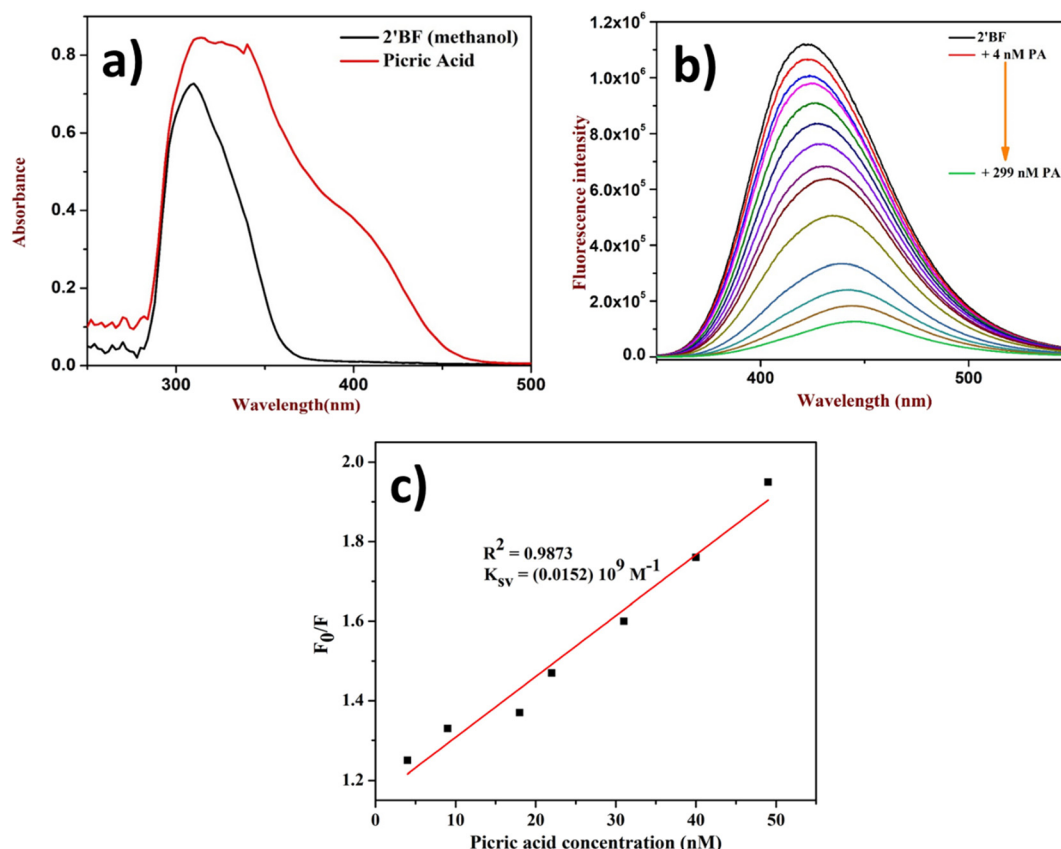 a)
2'BF (methanol)
Picric Acid
Absorbance
0.8
0.6
0.4
0.2
0.0
300
400
500
Wavelength(nm)
b)
2'BF
+ 4 nM PA
+ 299 nM PA
Fluorescence intensity
1.2x10⁶
1.0x10⁶
8.0x10⁵
6.0x10⁵
4.0x10⁵
2.0x10⁵
0.0
400
500
Wavelength (nm)
c)
R² = 0.9873
Ksv = (0.0152) 10⁹ M⁻¹
F₀/F
2.0
1.8
1.6
1.4
1.2
0
10
20
30
40
50
Picric acid concentration (nM)